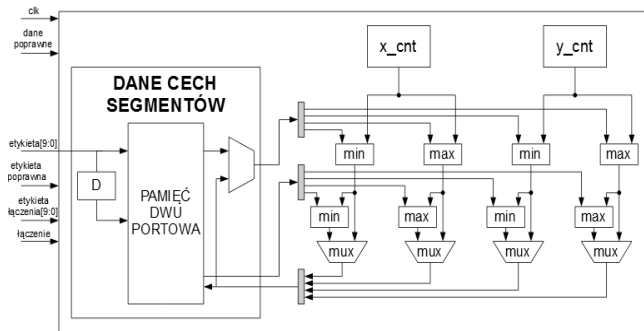 clk
dane
poprawne
x_cnt
y_cnt
DANE CECH
SEGMENTÓW
etykieta[9:0]
etykieta
poprawna
etykieta
łączenia[9:0]
łączenie
D
PAMIĘĆ
DWU
PORTOWA
min
max
min
max
min
max
min
max
mux
mux
mux
mux